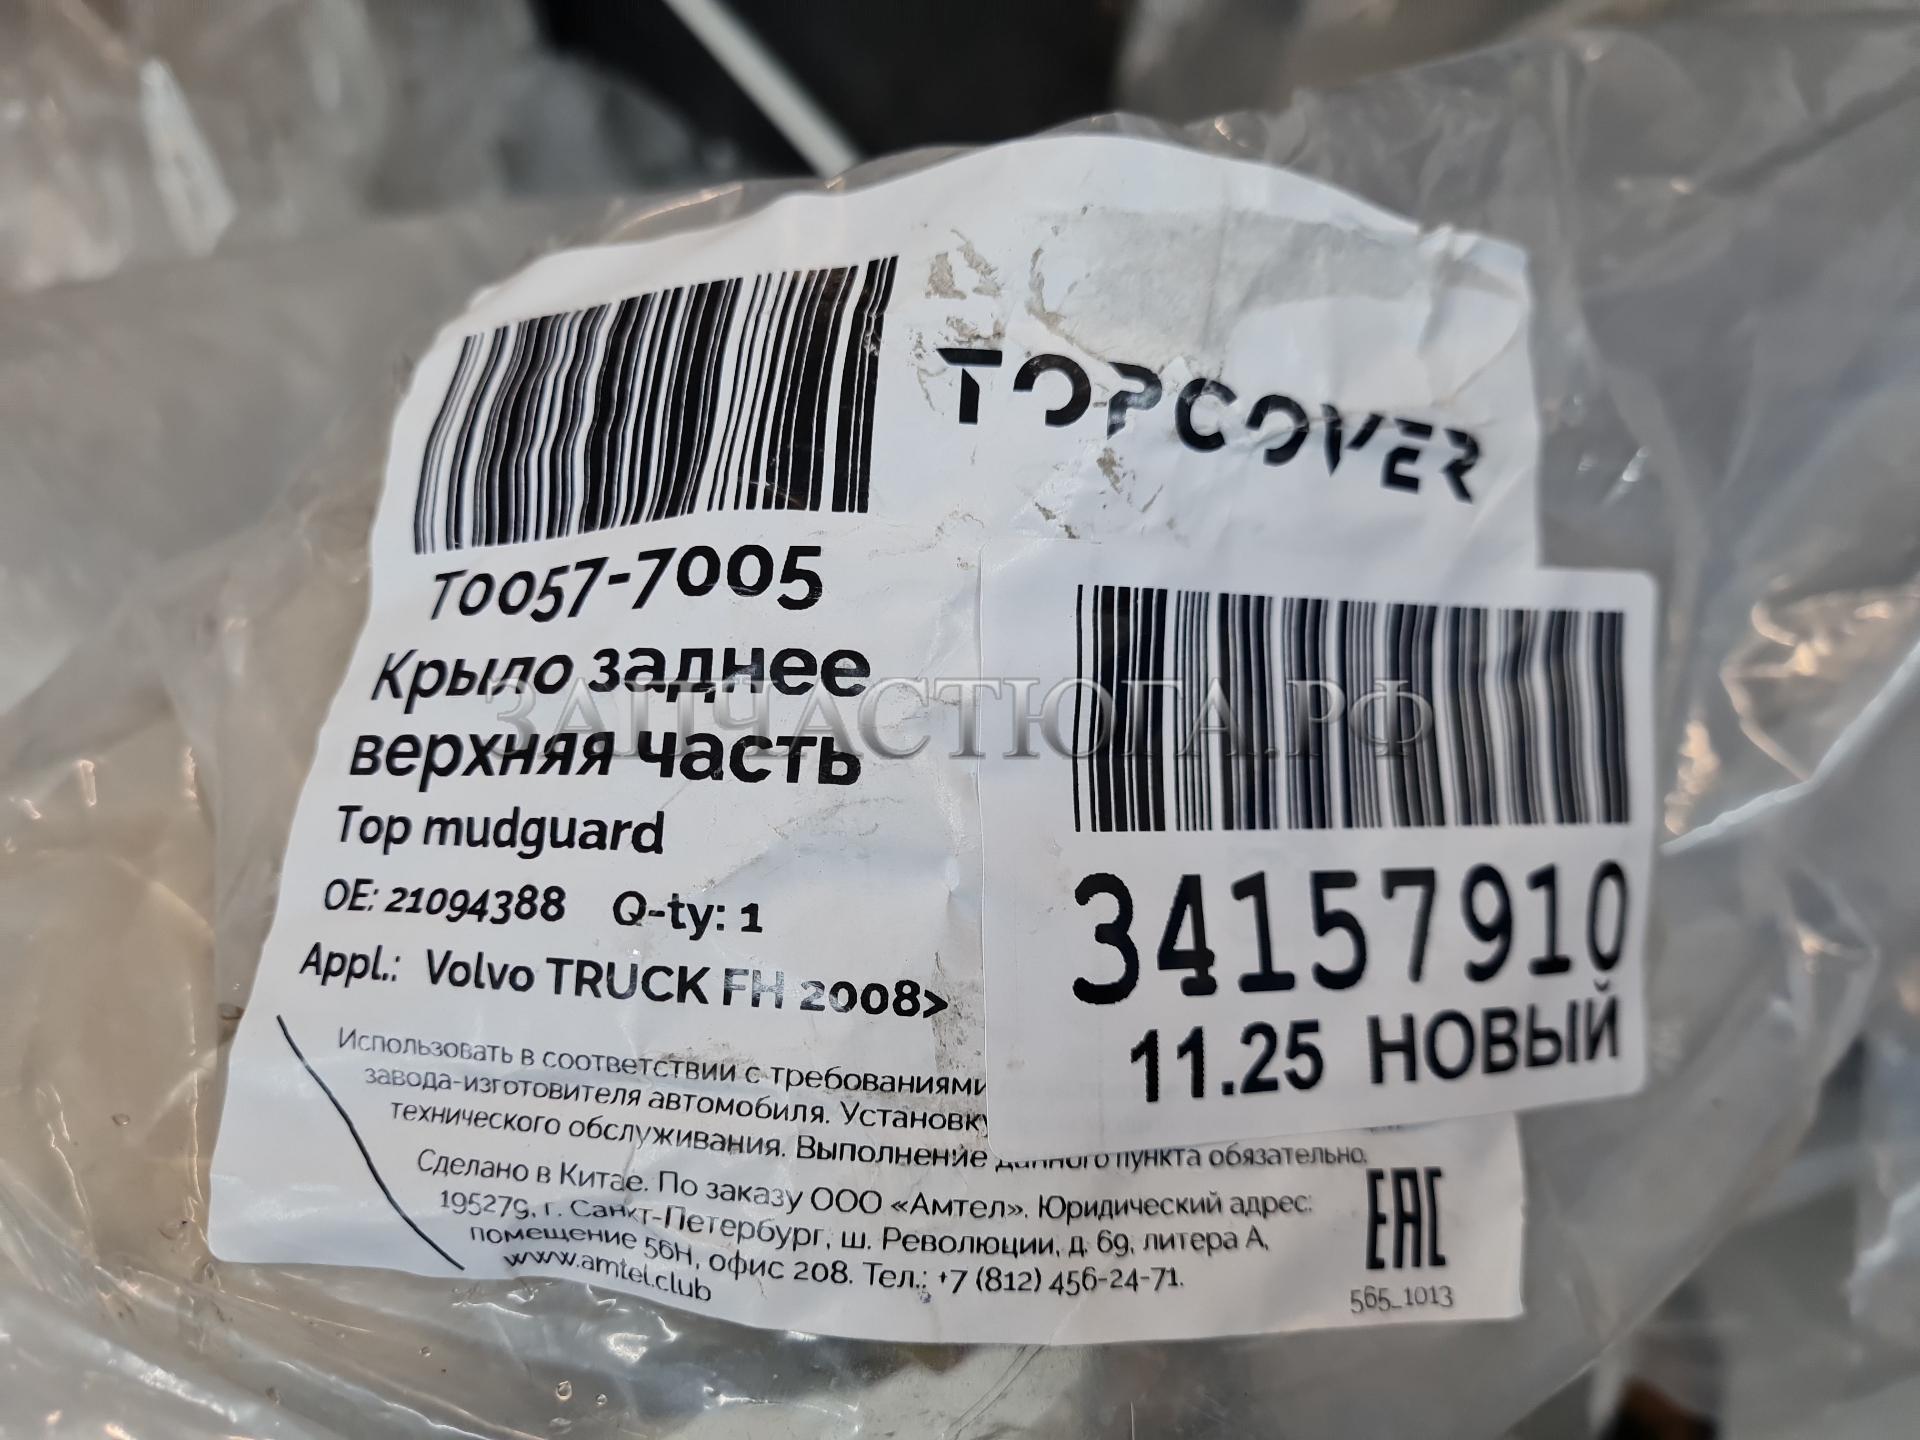 TOPCOVER
T0057-7005
Крыло заднее
верхняя часть
Top mudguard
OE: 21094388 Q-ty: 1
Appl.: Volvo TRUCK FH 2008>
34157910
11.25 НОВЫЙ
ЗАПЧАСТЮГА.РФ
Использовать в соответствии с требованиями
завода-изготовителя автомобиля. Установку
технического обслуживания. Выполнение данного пункта обязательно.
Сделано в Китае. По заказу ООО «Амтел». Юридический адрес:
195279, г. Санкт-Петербург, ш. Революции, д. 69, литера А,
помещение 56Н, офис 208. Тел.: +7 (812) 456-24-71.
www.amtel.club
EAC
565_1013